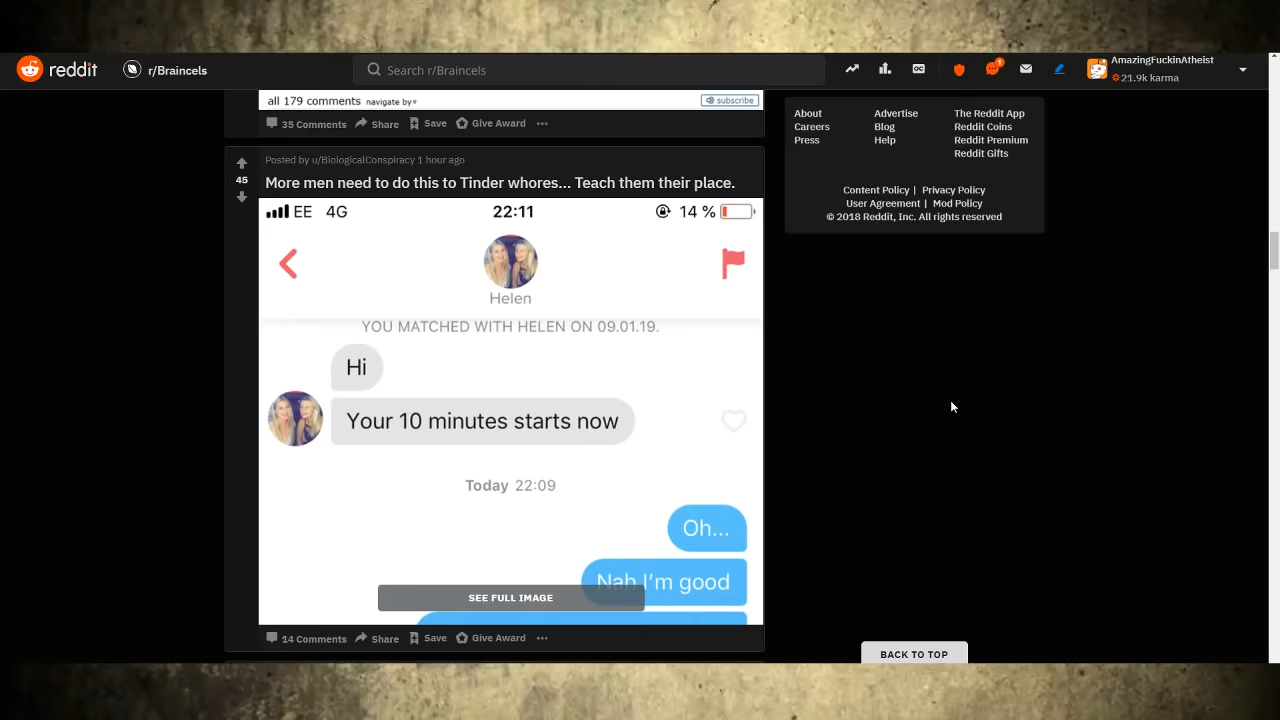 reddit
r/Braincels
Search r/Braincels
1
AmazingFuckinAtheist
21.9k karma
all 179 comments navigate by
subscribe
35 Comments Share Save Give Award
Posted by u/BiologicalConspiracy 1 hour ago
45
More men need to do this to Tinder whores... Teach them their place.
EE 4G
22:11
14 %
Helen
YOU MATCHED WITH HELEN ON 09.01.19.
Hi
Your 10 minutes starts now
Today 22:09
Oh...
Nah I'm good
SEE FULL IMAGE
14 Comments Share Save Give Award
About Advertise The Reddit App
Careers Blog Reddit Coins
Press Help Reddit Premium
Reddit Gifts
Content Policy | Privacy Policy
User Agreement | Mod Policy
© 2018 Reddit, Inc. All rights reserved
BACK TO TOP